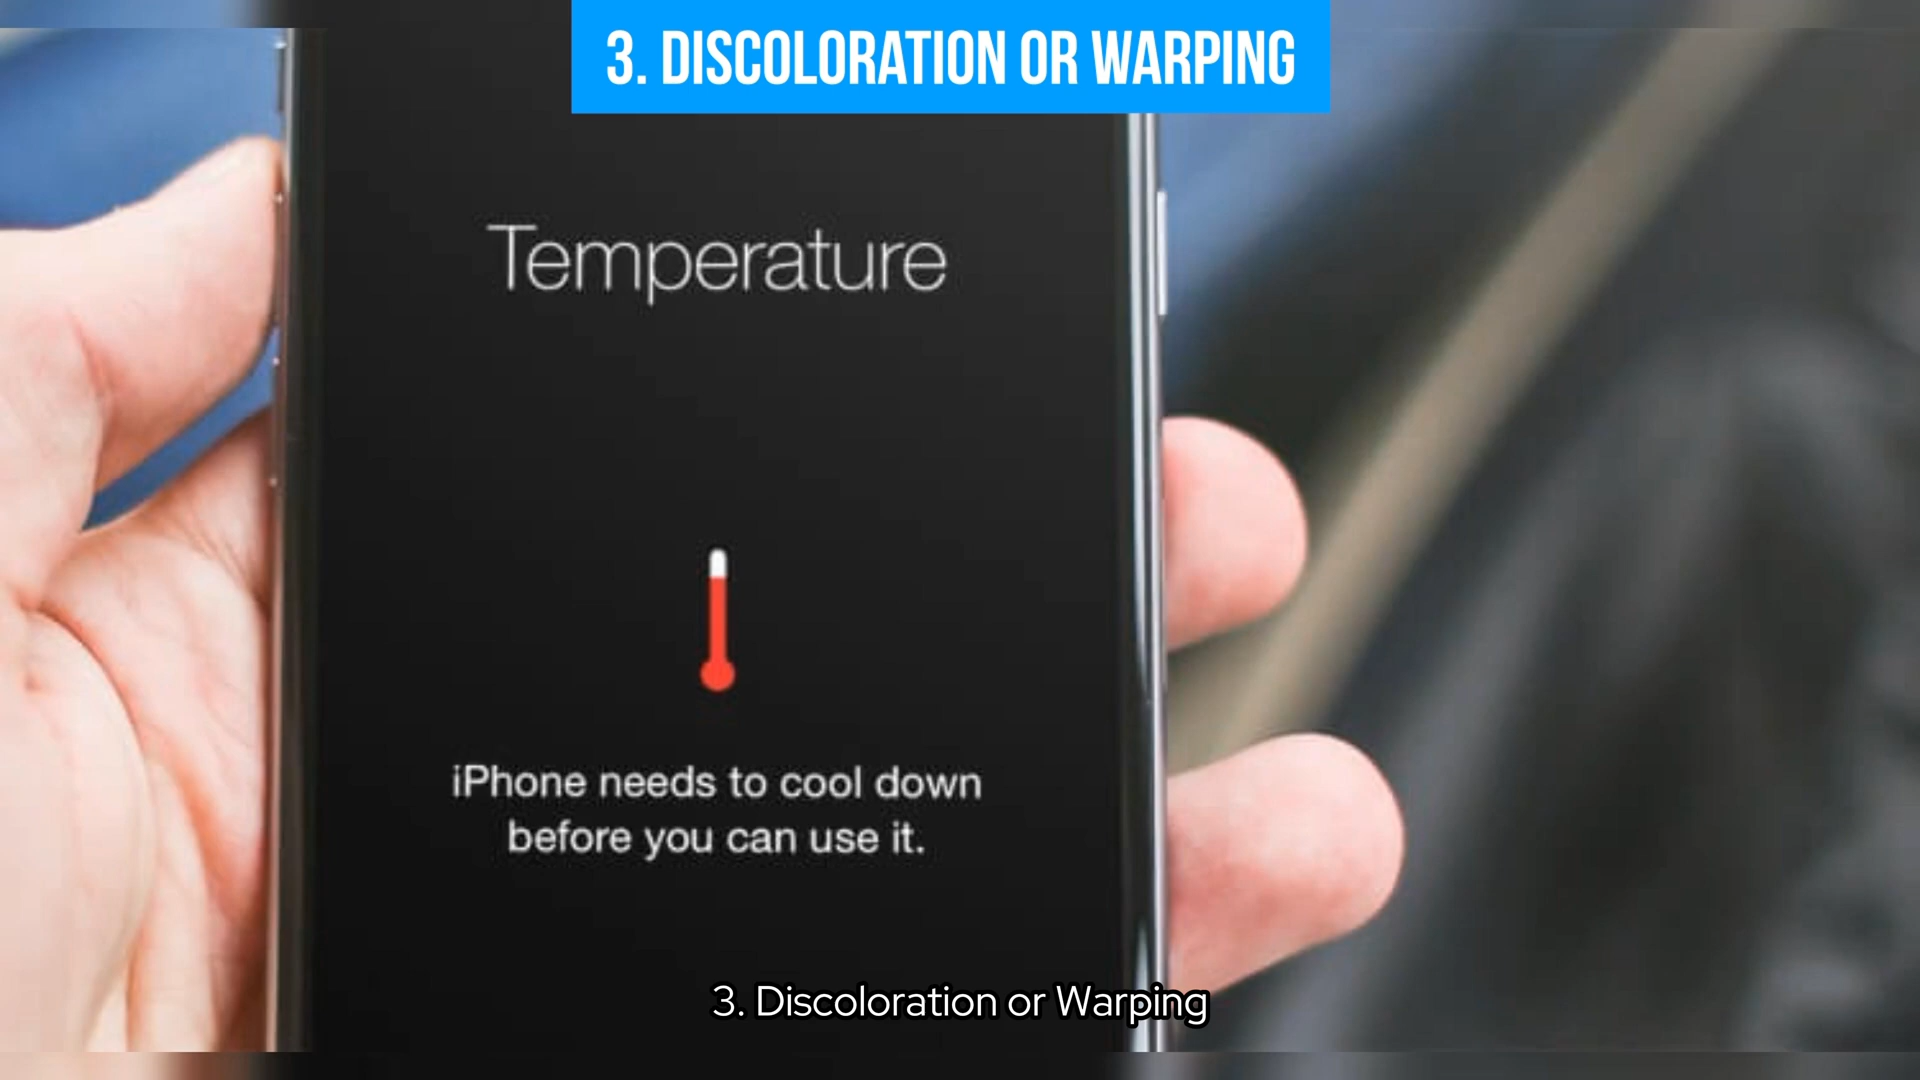 3. DISCOLORATION OR WARPING
Temperature
iPhone needs to cool down
before you can use it.
3. Discoloration or Warping